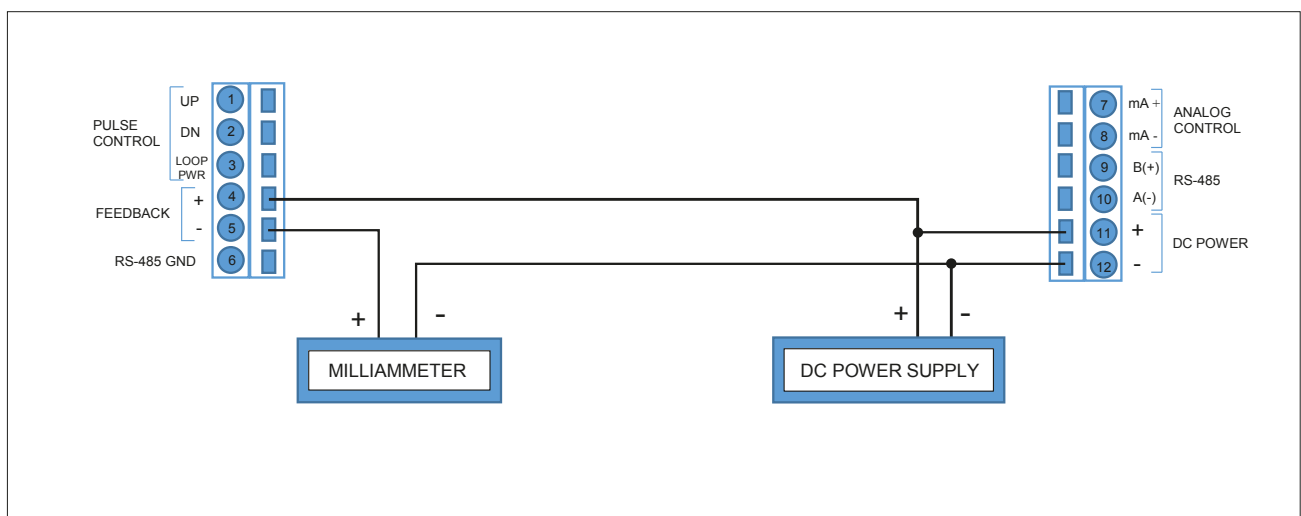 PULSE
CONTROL
UP
1
DN
2
LOOP
PWR
3
FEEDBACK
+
4
-
5
RS-485 GND
6
7
mA +
8
mA -
ANALOG
CONTROL
9
B(+)
10
A(-)
RS-485
11
+
12
-
DC POWER
+
-
MILLIAMMETER
+
-
DC POWER SUPPLY